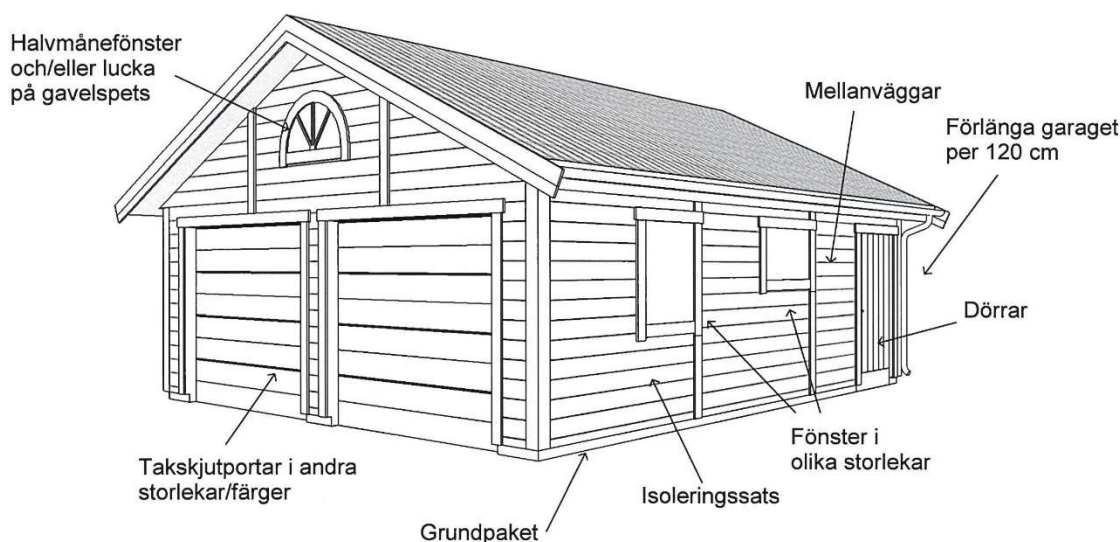 Halvmånefönster
och/eller lucka
på gavelspets
Mellanväggar
Förlänga garaget
per 120 cm
Dörrar
Fönster i
olika storlekar
Isoleringssats
Takskjutportar i andra
storlekar/färger
Grundpaket